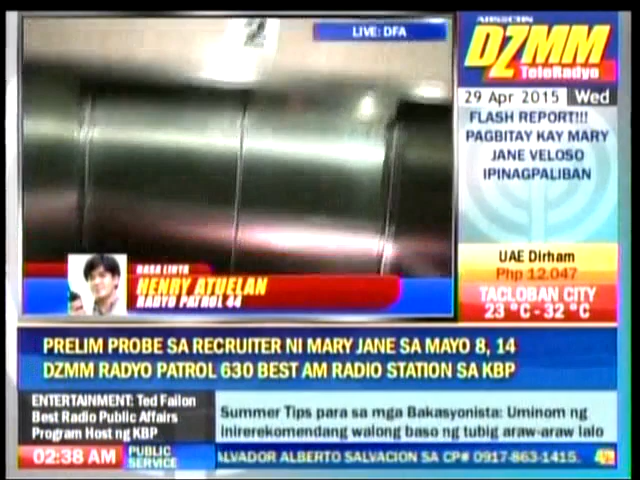 LIVE: DFA
ABS-CBN
DZMM
TeleRadyo
29 Apr 2015 Wed
FLASH REPORT!!!
PAGBITAY KAY MARY
JANE VELOSO
IPINAGPALIBAN
UAE Dirham
Php 12.047
TACLOBAN CITY
23 °C - 32 °C
NASA LINYA
HENRY ATUELAN
RADYO PATROL 44
PRELIM PROBE SA RECRUITER NI MARY JANE SA MAYO 8, 14
DZMM RADYO PATROL 630 BEST AM RADIO STATION SA KBP
ENTERTAINMENT: Ted Failon
Best Radio Public Affairs
Program Host ng KBP
Summer Tips para sa mga Bakasyonista: Uminom ng
inirerekomendang walong baso ng tubig araw-araw lalo
02:38 AM
PUBLIC
SERVICE
ALVADOR ALBERTO SALVACION SA CP# 0917-863-1415.